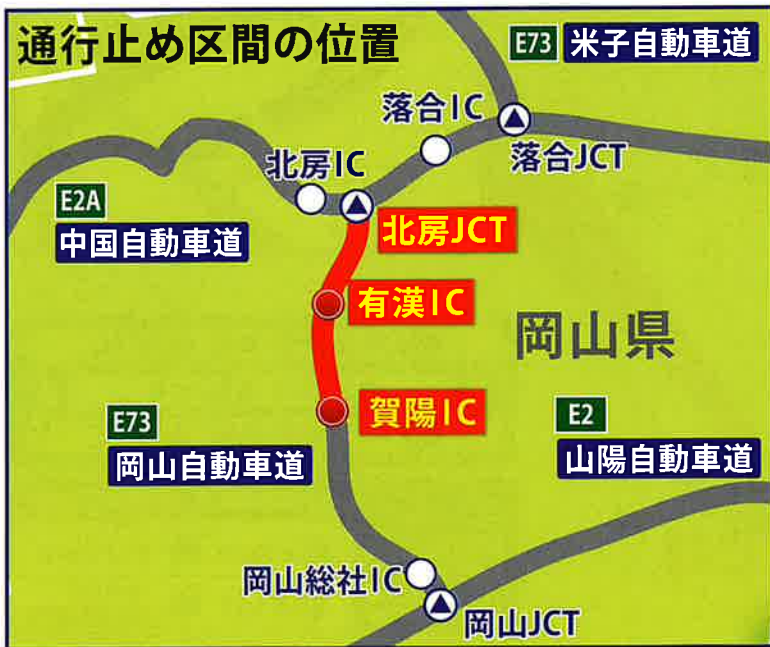 通行止め区間の位置
E73 米子自動車道
落合IC
落合JCT
北房IC
E2A
中国自動車道
北房JCT
有漢IC
岡山県
賀陽IC
E73
岡山自動車道
E2
山陽自動車道
岡山総社IC
岡山JCT